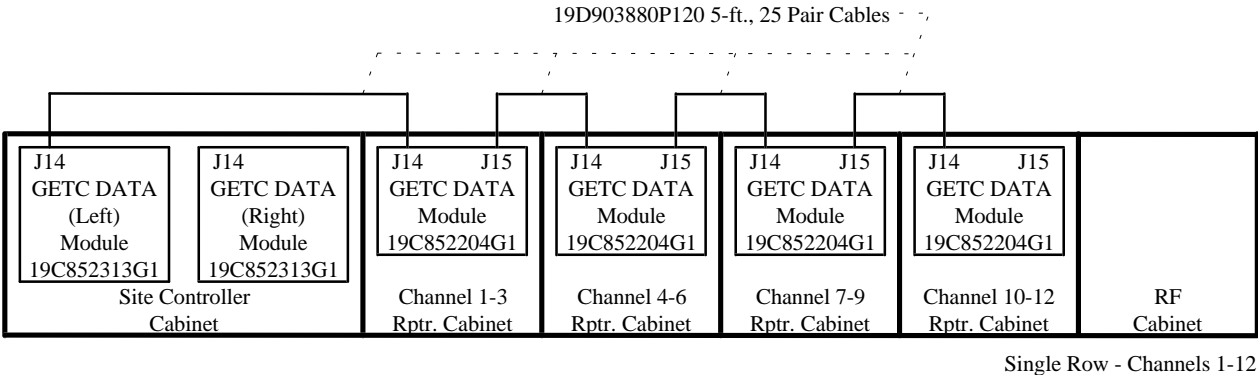 19D903880P120 5-ft., 25 Pair Cables
J14
GETC DATA
(Left)
Module
19C852313G1
J14
GETC DATA
(Right)
Module
19C852313G1
Site Controller
Cabinet
J14 J15
GETC DATA
Module
19C852204G1
Channel 1-3
Rptr. Cabinet
J14 J15
GETC DATA
Module
19C852204G1
Channel 4-6
Rptr. Cabinet
J14 J15
GETC DATA
Module
19C852204G1
Channel 7-9
Rptr. Cabinet
J14 J15
GETC DATA
Module
19C852204G1
Channel 10-12
Rptr. Cabinet
RF
Cabinet
Single Row - Channels 1-12